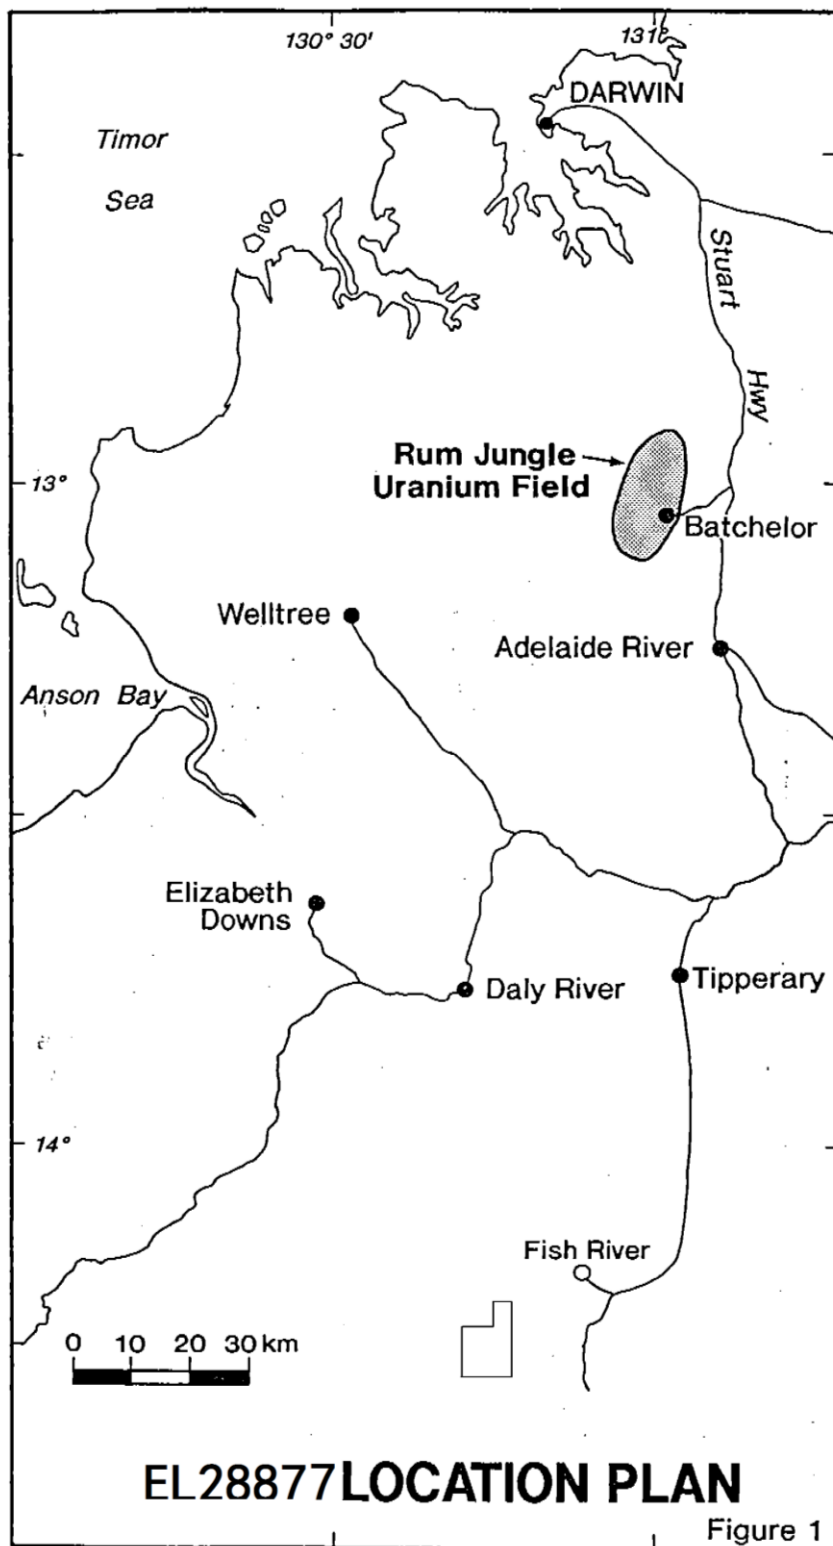 130° 30'
131°
DARWIN
Timor
Sea
Stuart
Hwy
Rum Jungle
Uranium Field
13°
Batchelor
Welltree
Adelaide River
Anson Bay
Elizabeth
Downs
Daly River
Tipperary
14°
Fish River
0 10 20 30 km
EL28877 LOCATION PLAN
Figure 1